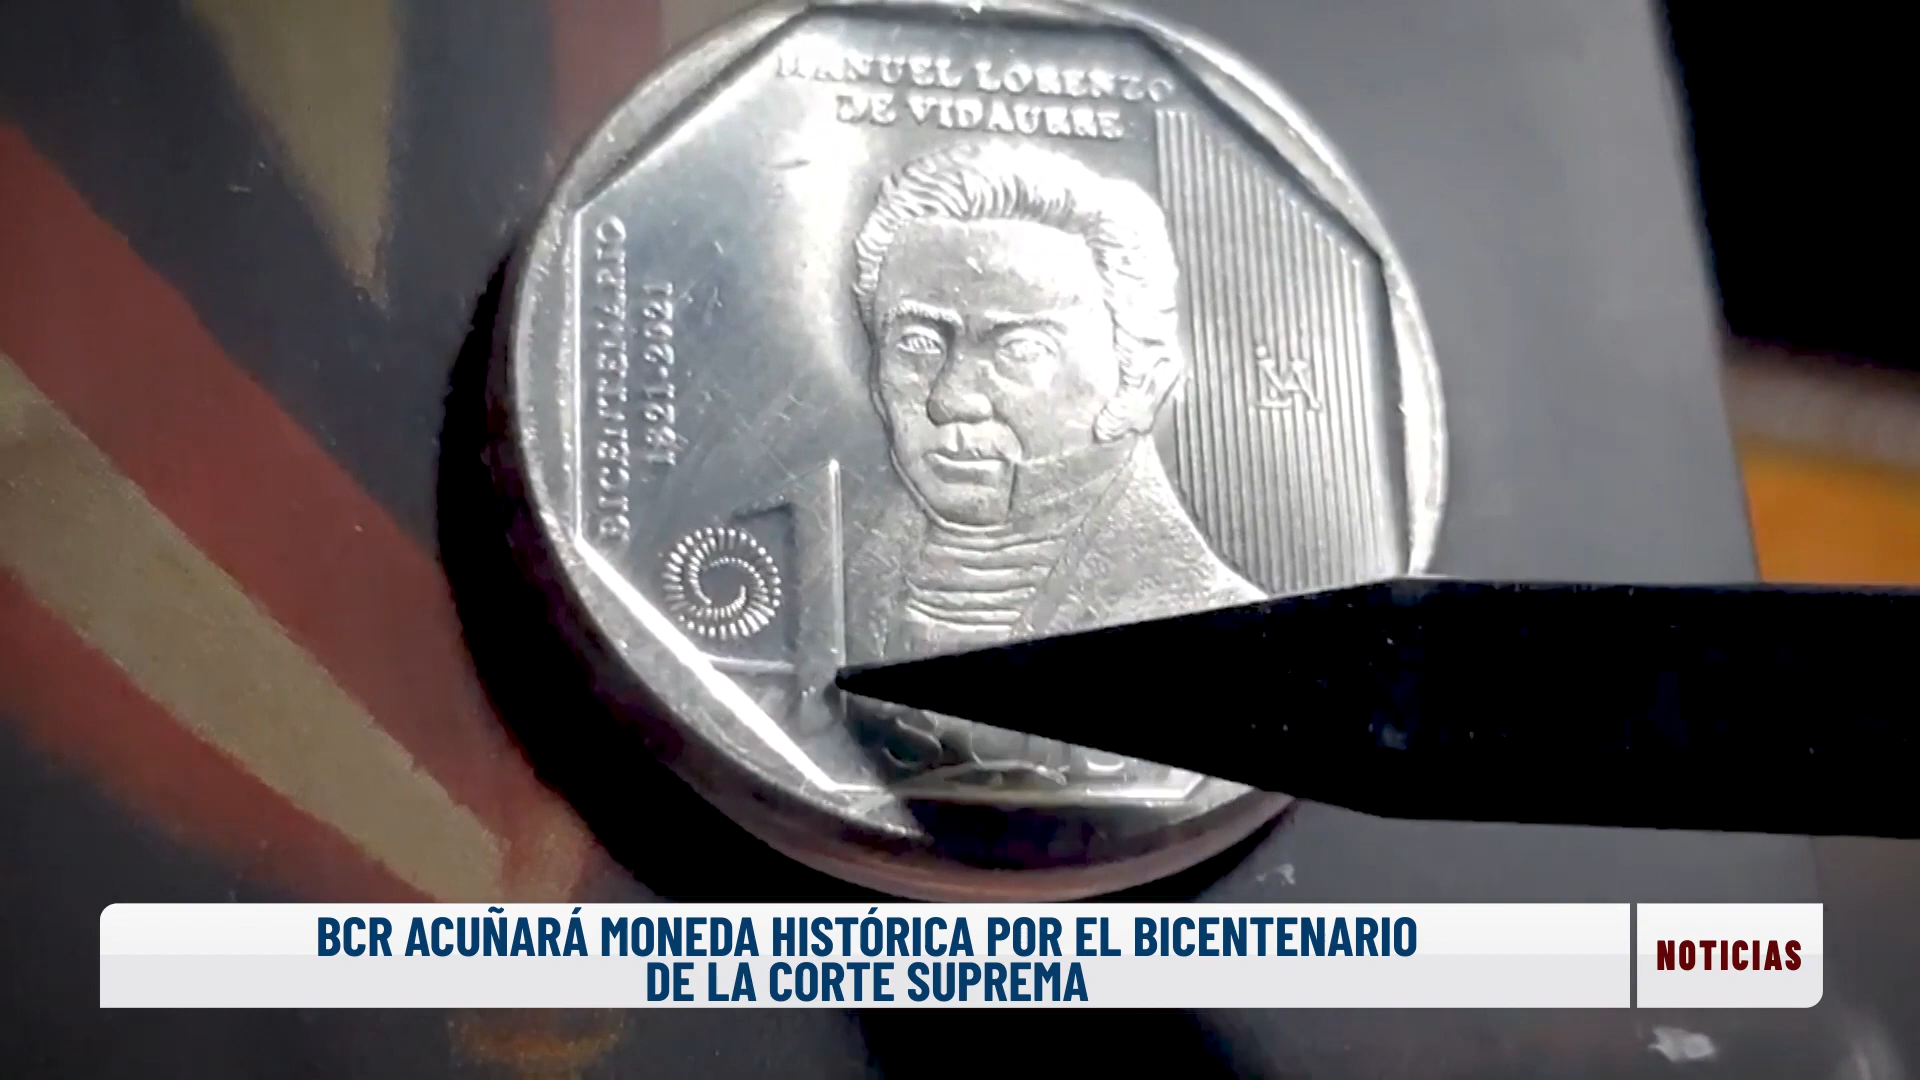 MANUEL LORENZO
DE VIDAURRE
BICENTENARIO
1821-2021
1
BCR ACUÑARÁ MONEDA HISTÓRICA POR EL BICENTENARIO
DE LA CORTE SUPREMA
NOTICIAS